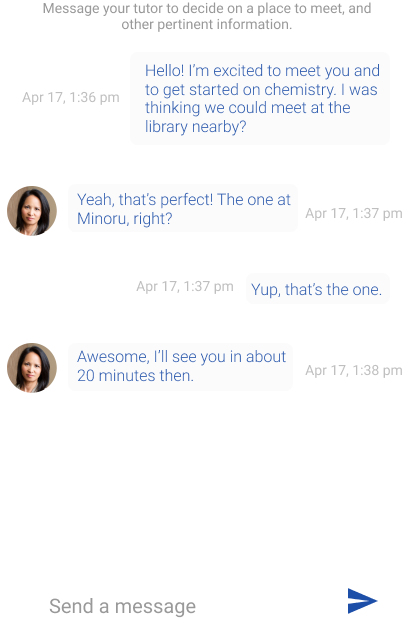 Message your tutor to decide on a place to meet, and
other pertinent information.
Hello! I'm excited to meet you and
to get started on chemistry. I was
thinking we could meet at the
library nearby?
Apr 17, 1:36 pm
Yeah, that's perfect! The one at
Minoru, right?
Apr 17, 1:37 pm
Apr 17, 1:37 pm
Yup, that's the one.
Awesome, I'll see you in about
20 minutes then.
Apr 17, 1:38 pm
Send a message